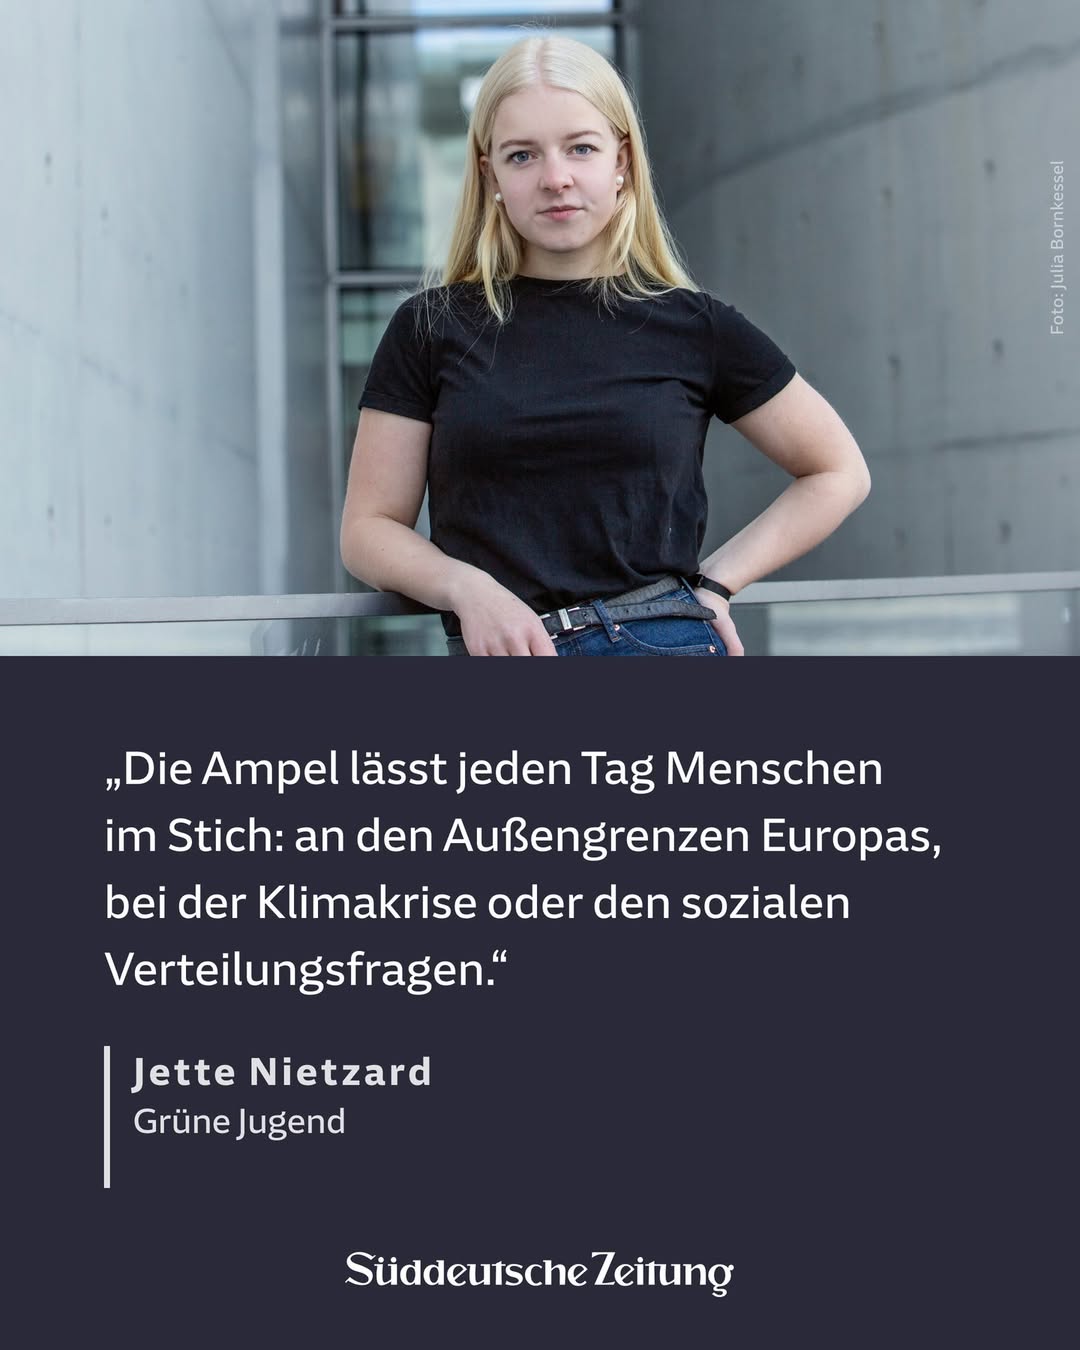 Foto: Julia Bornkessel
„Die Ampel lässt jeden Tag Menschen
im Stich: an den Außengrenzen Europas,
bei der Klimakrise oder den sozialen
Verteilungsfragen.“
Jette Nietzard
Grüne Jugend
Süddeutsche Zeitung